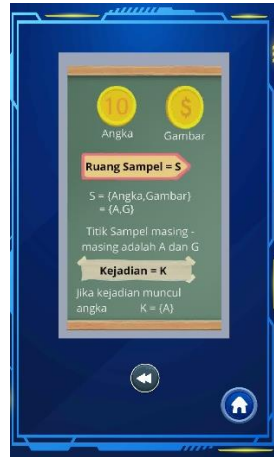 10
$
Angka
Gambar
Ruang Sampel = S
S = {Angka,Gambar}
= {A,G}
Titik Sampel masing -
masing adalah A dan G
Kejadian = K
Jika kejadian muncul
angka K = {A}